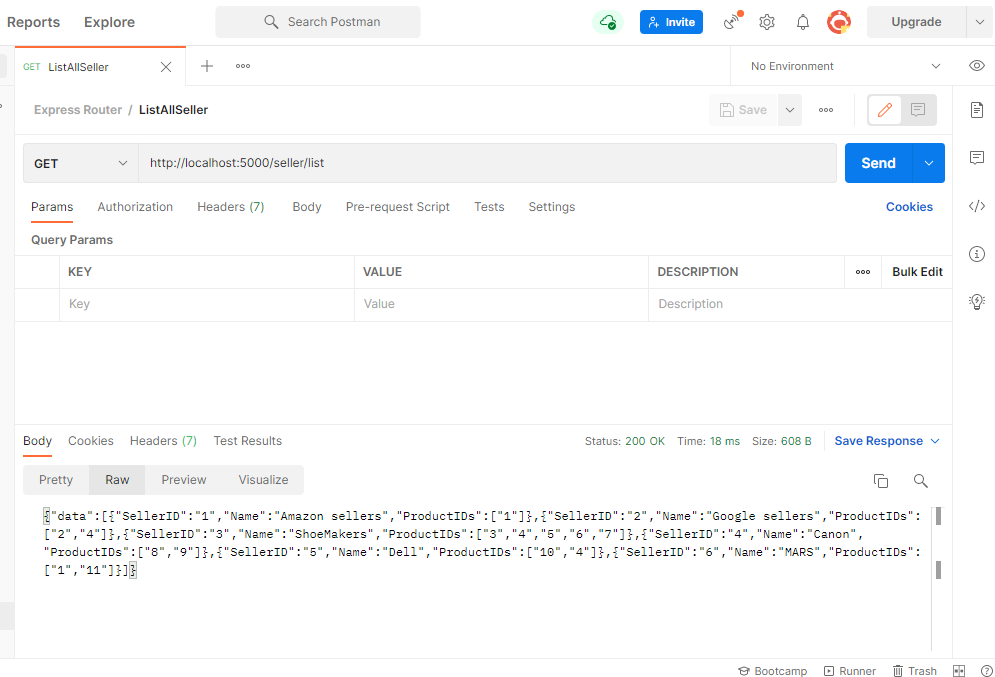 Reports Explore Search Postman Invite Upgrade
GET ListAllSeller No Environment
Express Router / ListAllSeller Save
GET http://localhost:5000/seller/list Send
Params Authorization Headers (7) Body Pre-request Script Tests Settings Cookies
Query Params
KEY VALUE DESCRIPTION Bulk Edit
Key Value Description
Body Cookies Headers (7) Test Results Status: 200 OK Time: 18 ms Size: 608 B Save Response
Pretty Raw Preview Visualize
{"data":[{"SellerID":"1","Name":"Amazon sellers","ProductIDs":["1"]},{"SellerID":"2","Name":"Google sellers","ProductIDs":
["2","4"]},{"SellerID":"3","Name":"ShoeMakers","ProductIDs":["3","4","5","6","7"]},{"SellerID":"4","Name":"Canon",
"ProductIDs":["8","9"]},{"SellerID":"5","Name":"Dell","ProductIDs":["10","4"]},{"SellerID":"6","Name":"MARS","ProductIDs":
["1","11"]}]}
Bootcamp Runner Trash